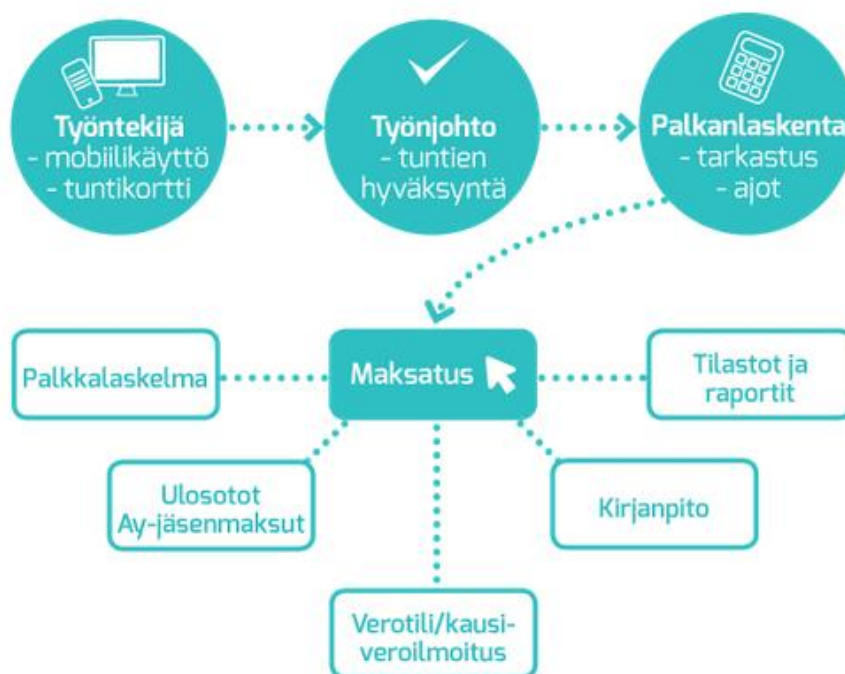 Työntekijä
- mobiilikäyttö
- tuntikortti
Työnjohto
- tuntien
hyväksyntä
Palkanlaskenta
- tarkastus
- ajot
Palkkalaskelma
Maksatus
Tilastot ja
raportit
Ulosotot
Ay-jäsenmaksut
Kirjanpito
Verotili/kausi-
veroilmoitus